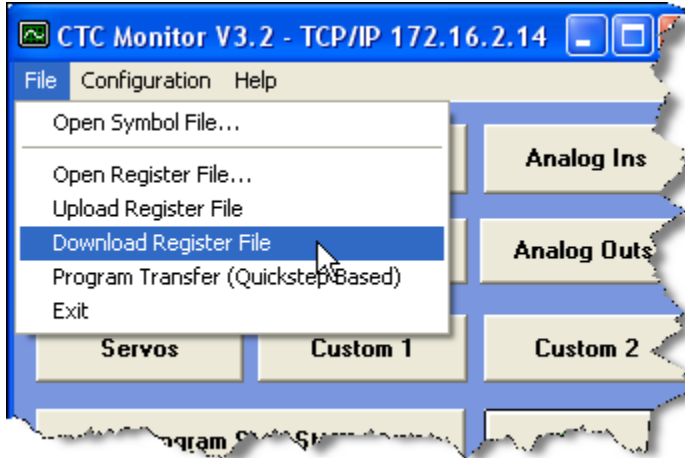 CTC Monitor V3.2 - TCP/IP 172.16.2.14
File Configuration Help
Open Symbol File...
Open Register File...
Upload Register File
Download Register File
Program Transfer (Quickstep Based)
Exit
Analog Ins
Analog Outs
Servos Custom 1 Custom 2